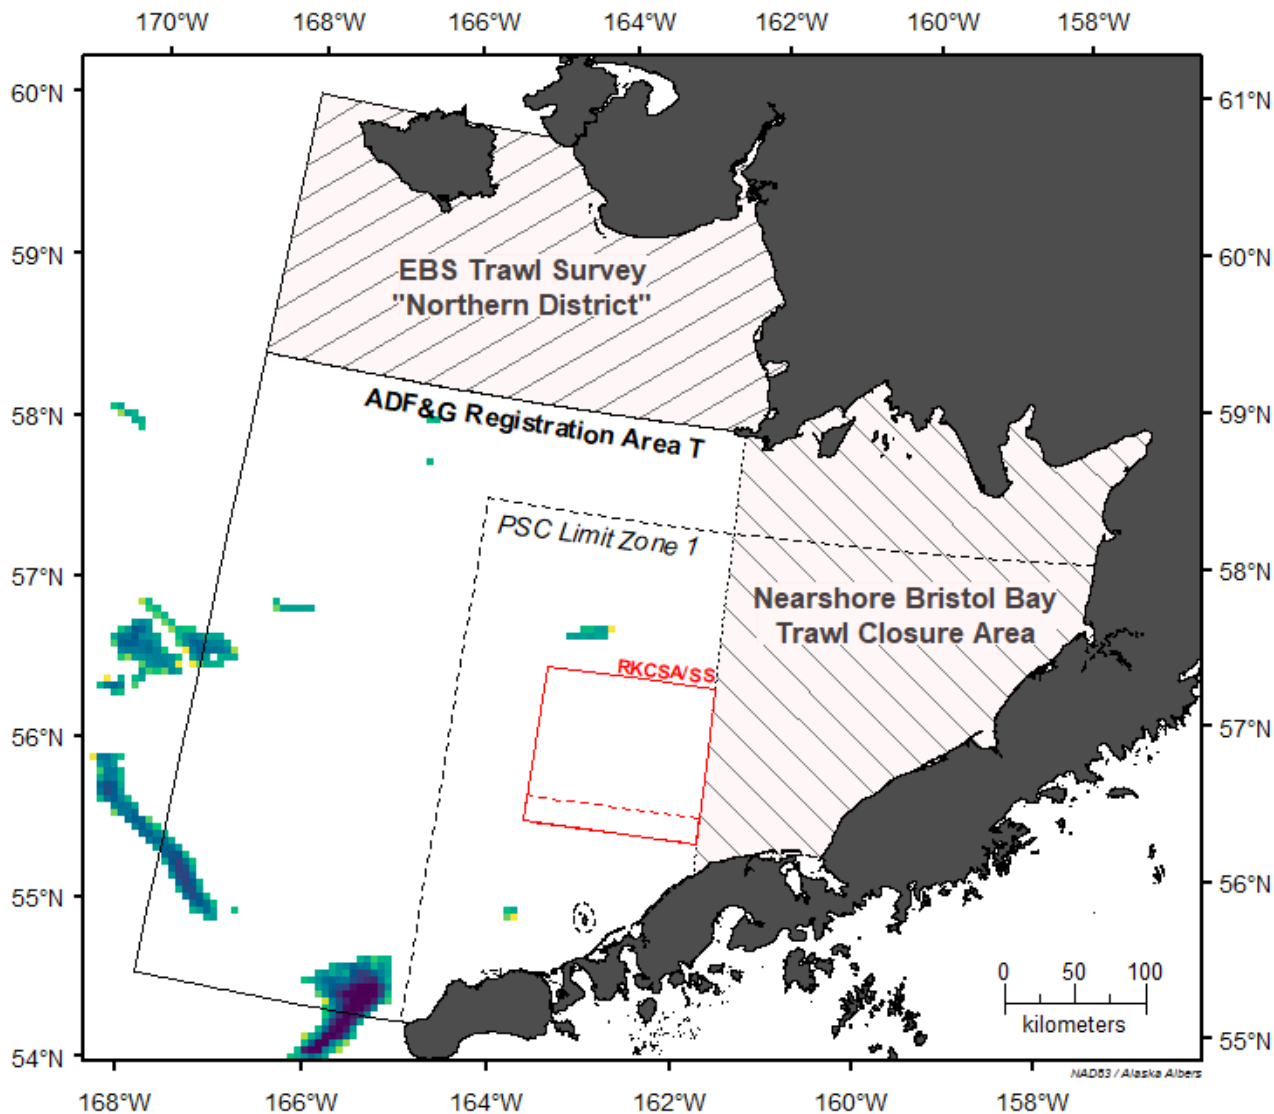 170°W 168°W 166°W 164°W 162°W 160°W 158°W
60°N
61°N
59°N
60°N
EBS Trawl Survey
"Northern District"
58°N
59°N
ADF&G Registration Area T
PSC Limit Zone 1
57°N
58°N
Nearshore Bristol Bay
Trawl Closure Area
RKCSA/SS
56°N
57°N
55°N
56°N
0 50 100
kilometers
54°N
55°N
NAD83 / Alaska Albers
168°W 166°W 164°W 162°W 160°W 158°W